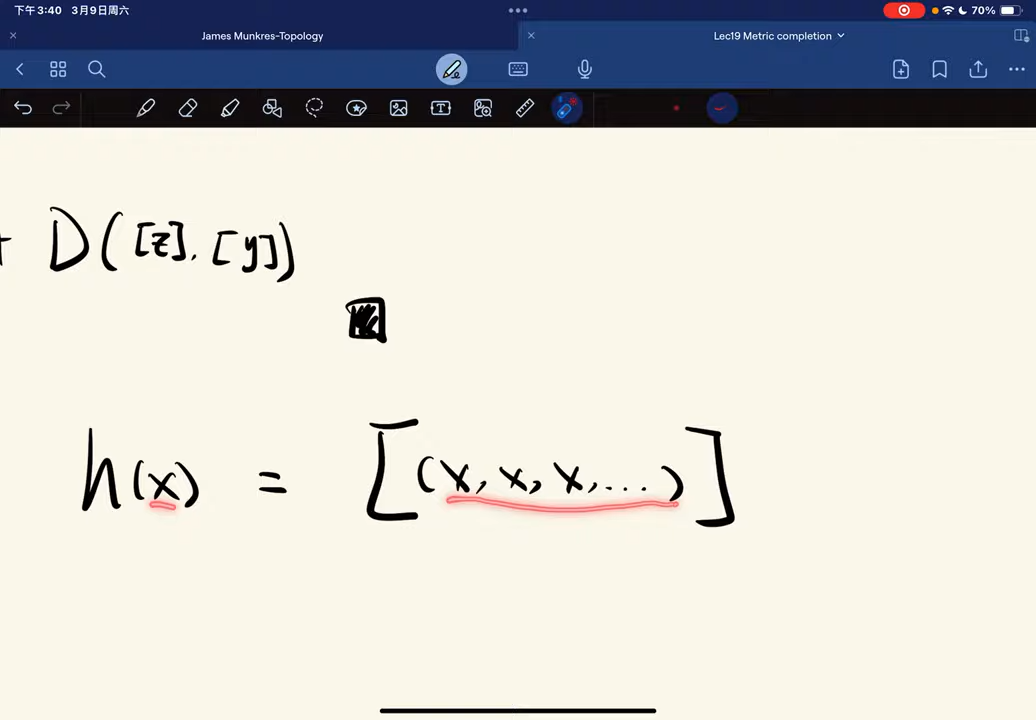 下午3:40 3月9日周六
70%
James Munkres-Topology
Lec19 Metric completion
+ D([z], [y])
h(x) = [(x, x, x, ...)]